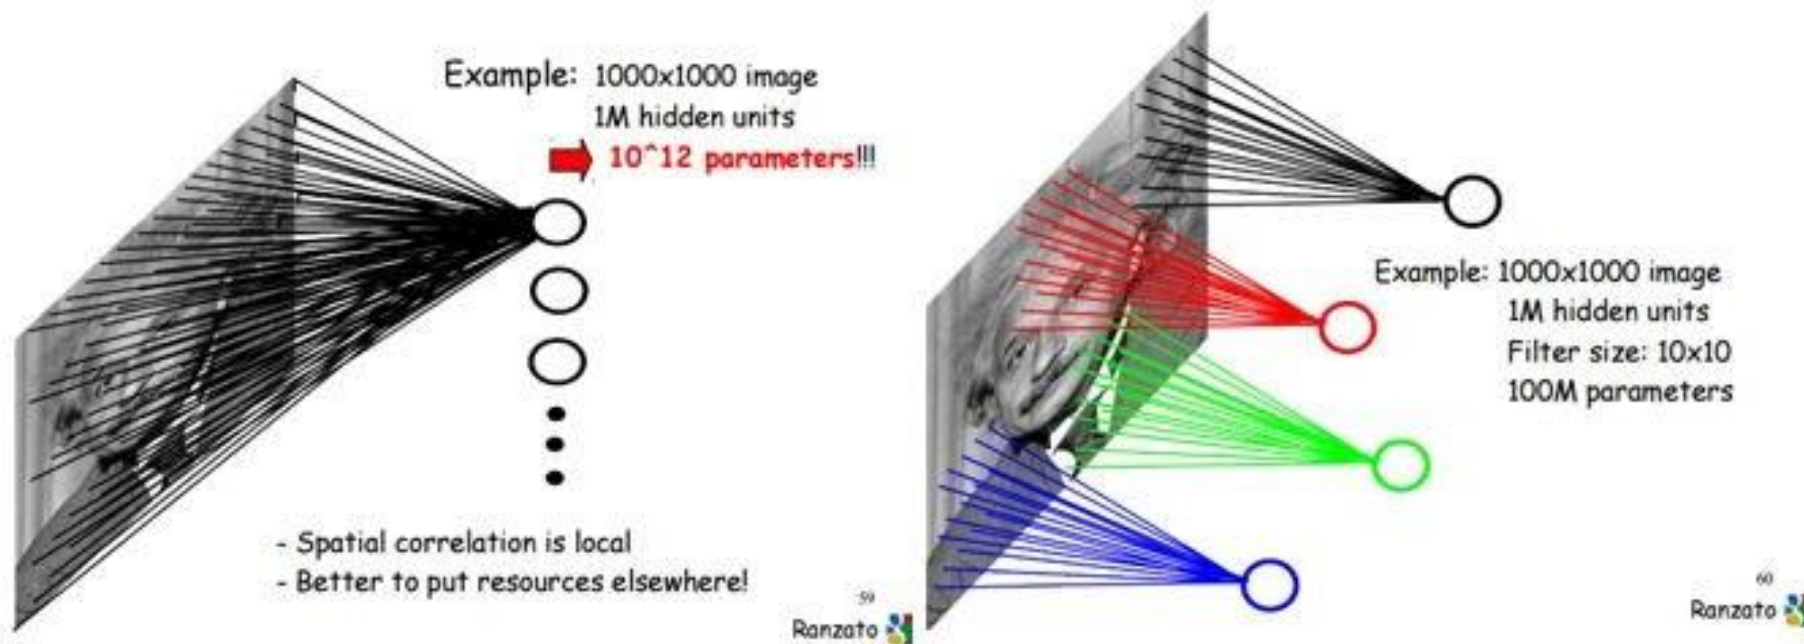 Example: 1000x1000 image
1M hidden units
10^12 parameters!!!
- Spatial correlation is local
- Better to put resources elsewhere!
59
Ranzato
Example: 1000x1000 image
1M hidden units
Filter size: 10x10
100M parameters
60
Ranzato